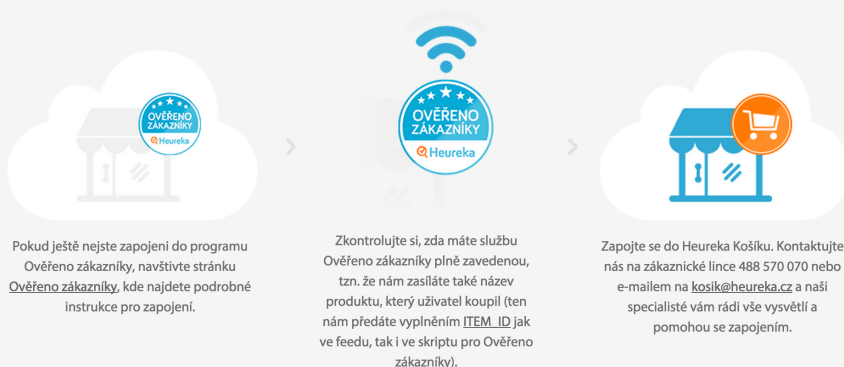 OVĚŘENO
ZÁKAZNÍKY
Heureka
Pokud ještě nejste zapojeni do programu
Ověřeno zákazníky, navštivte stránku
Ověřeno zákazníky, kde najdete podrobné
instrukce pro zapojení.
OVĚŘENO
ZÁKAZNÍKY
Heureka
Zkontrolujte si, zda máte službu
Ověřeno zákazníky plně zavedenou,
tzn. že nám zasíláte také název
produktu, který uživatel koupil (ten
nám předáte vyplněním ITEM_ID jak
ve feedu, tak i ve skriptu pro Ověřeno
zákazníky).
Zapojte se do Heureka Košíku. Kontaktujte
nás na zákaznické lince 488 570 070 nebo
e-mailem na kosik@heureka.cz a naši
specialisté vám rádi vše vysvětlí a
pomohou se zapojením.